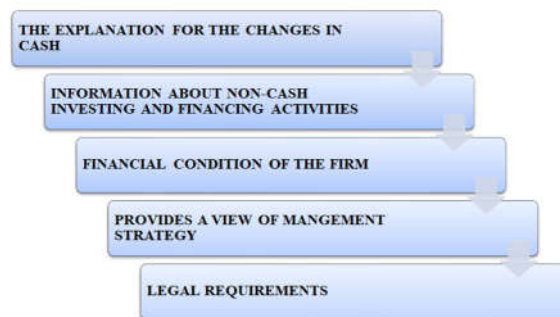 THE EXPLANATION FOR THE CHANGES IN
CASH
INFORMATION ABOUT NON-CASH
INVESTING AND FINANCING ACTIVITIES
FINANCIAL CONDITION OF THE FIRM
PROVIDES A VIEW OF MANGEMENT
STRATEGY
LEGAL REQUIREMENTS